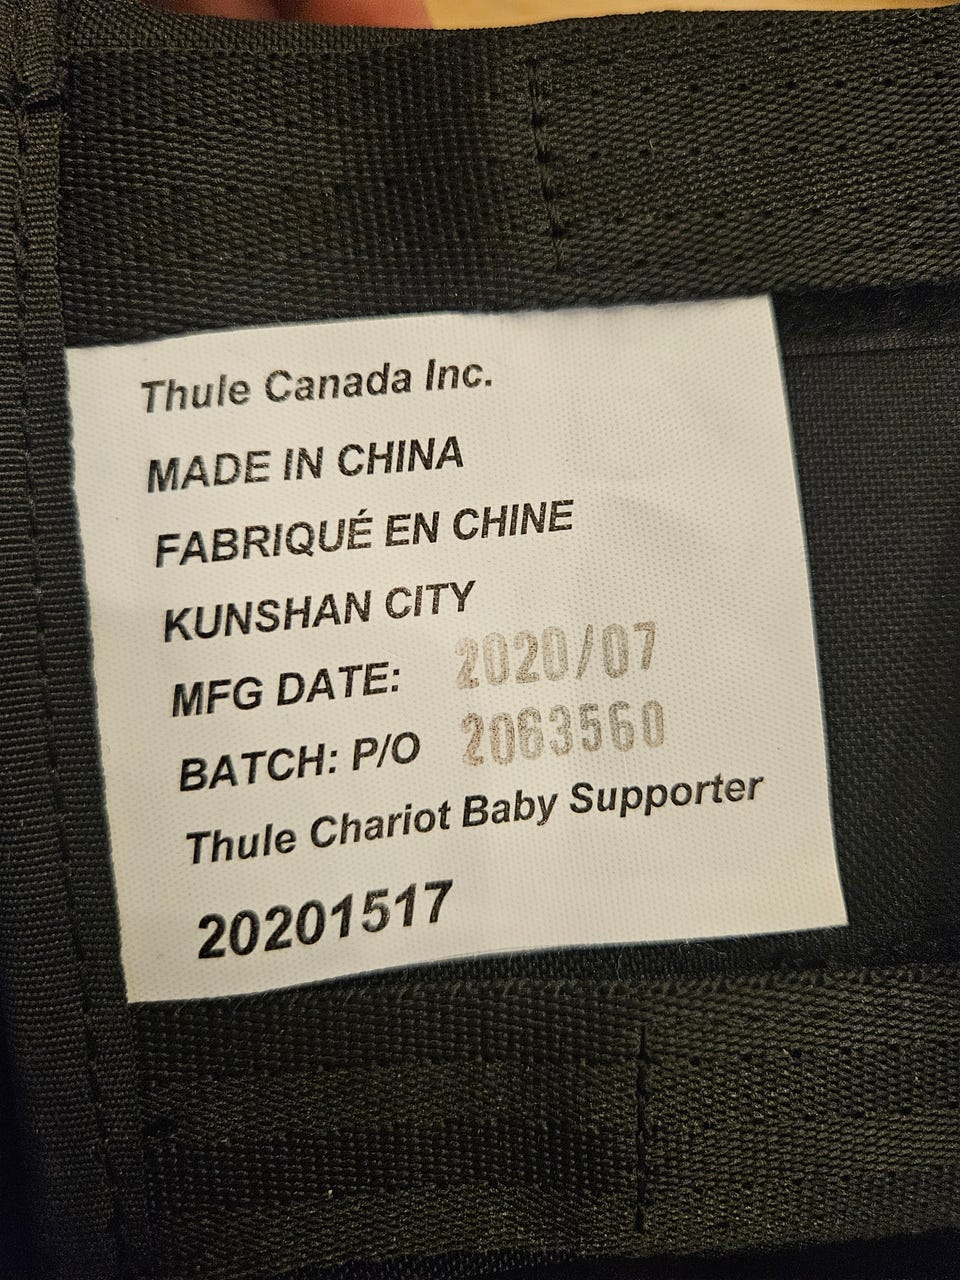 Thule Canada Inc.
MADE IN CHINA
FABRIQUÉ EN CHINE
KUNSHAN CITY
MFG DATE: 2020/07
BATCH: P/O 2063560
Thule Chariot Baby Supporter
20201517